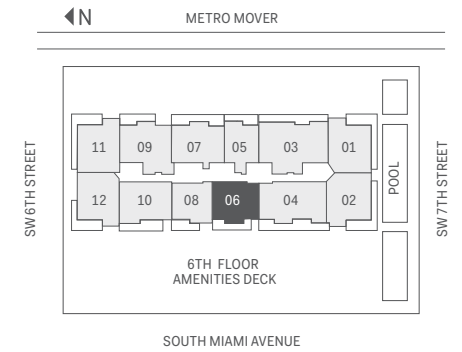 N
METRO MOVER
SW 6TH STREET
11
09
07
05
03
01
12
10
08
06
04
02
POOL
SW 7TH STREET
6TH FLOOR
AMENITIES DECK
SOUTH MIAMI AVENUE